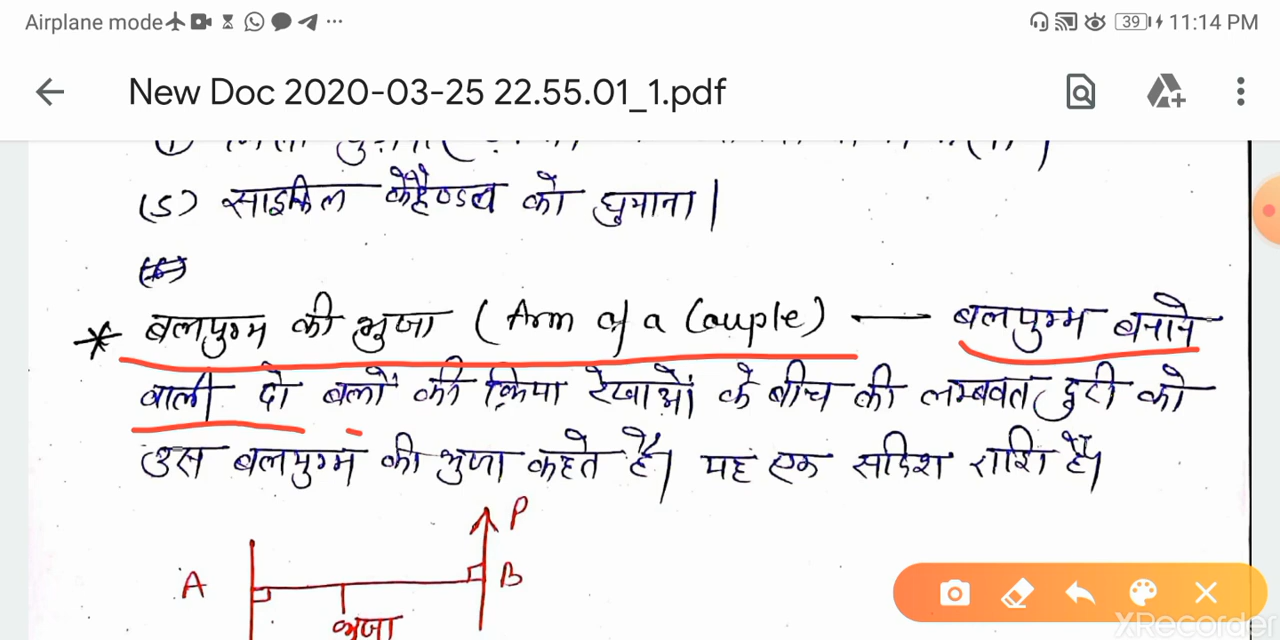 Airplane mode 39 11:14 PM
New Doc 2020-03-25 22.55.01_1.pdf
(5) साइकिल के हैण्डल को घुमाना।
* बलयुग्म की भुजा (Arm of a Couple) — बलयुग्म बनाने
वाली दो बलों की क्रिया रेखाओं के बीच की लम्बवत दुरी को
उस बलयुग्म की भुजा कहते हैं। यह एक सदिश राशि है।
P
A B
भुजा
XRecorder